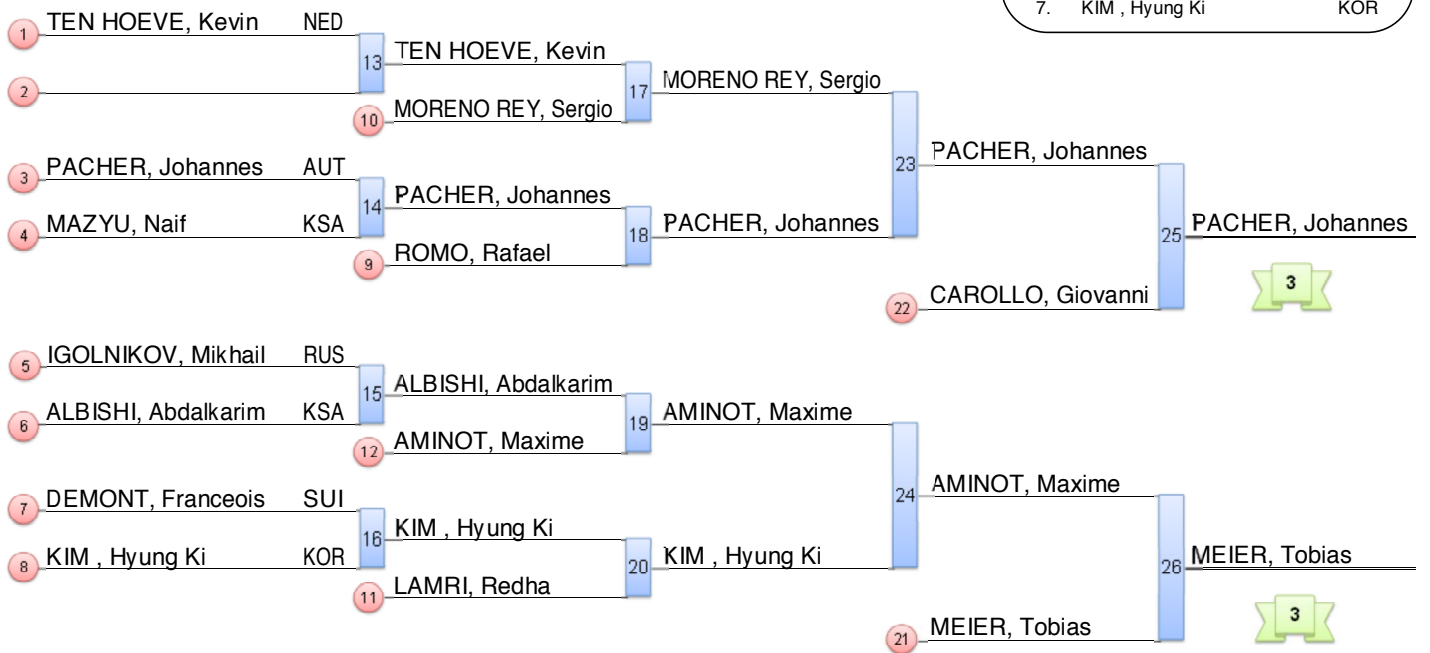 7. KIM , Hyung Ki KOR
1 TEN HOEVE, Kevin NED
13 TEN HOEVE, Kevin
2
17 MORENO REY, Sergio
10 MORENO REY, Sergio
23 PACHER, Johannes
3 PACHER, Johannes AUT
14 PACHER, Johannes
4 MAZYU, Naif KSA
18 PACHER, Johannes
9 ROMO, Rafael
25 PACHER, Johannes
3
22 CAROLLO, Giovanni
5 IGOLNIKOV, Mikhail RUS
15 ALBISHI, Abdalkarim
6 ALBISHI, Abdalkarim KSA
19 AMINOT, Maxime
12 AMINOT, Maxime
24 AMINOT, Maxime
7 DEMONT, Franceois SUI
16 KIM , Hyung Ki
8 KIM , Hyung Ki KOR
20 KIM , Hyung Ki
11 LAMRI, Redha
26 MEIER, Tobias
3
21 MEIER, Tobias